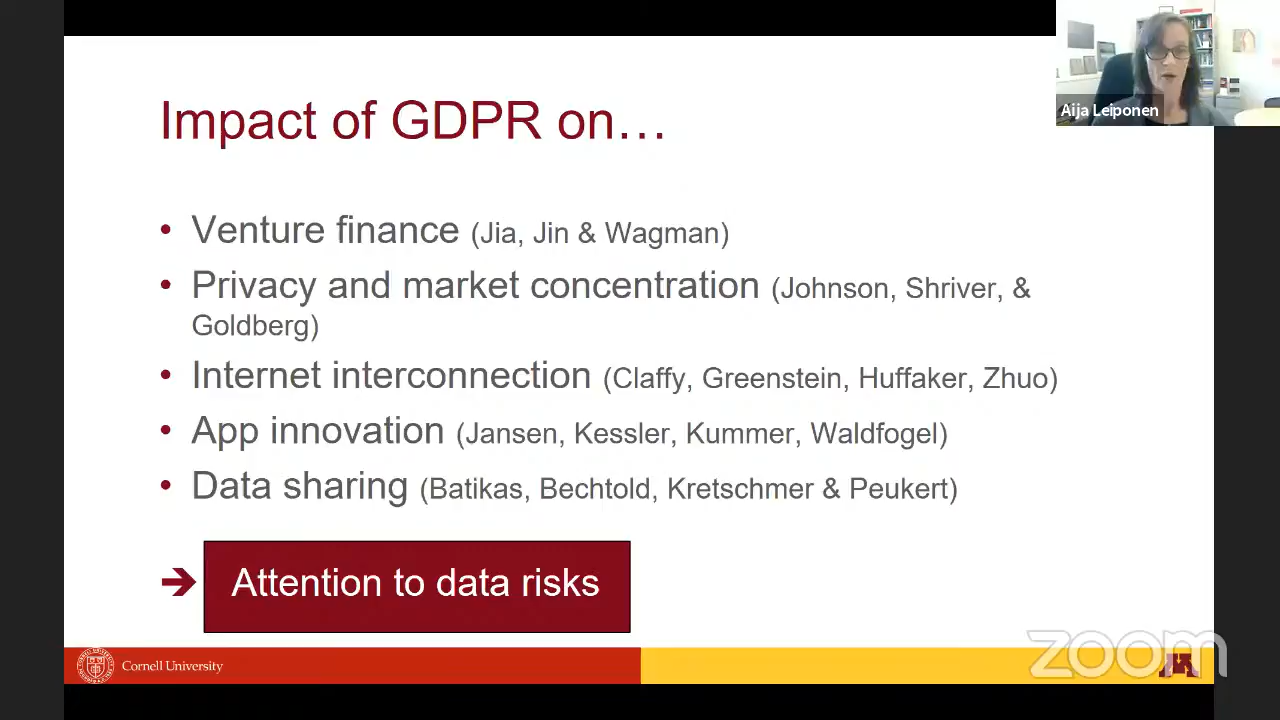 Aija Leiponen
Impact of GDPR on…
• Venture finance (Jia, Jin & Wagman)
• Privacy and market concentration (Johnson, Shriver, &
Goldberg)
• Internet interconnection (Claffy, Greenstein, Huffaker, Zhuo)
• App innovation (Jansen, Kessler, Kummer, Waldfogel)
• Data sharing (Batikas, Bechtold, Kretschmer & Peukert)
➔ Attention to data risks
Cornell University
zoom
M